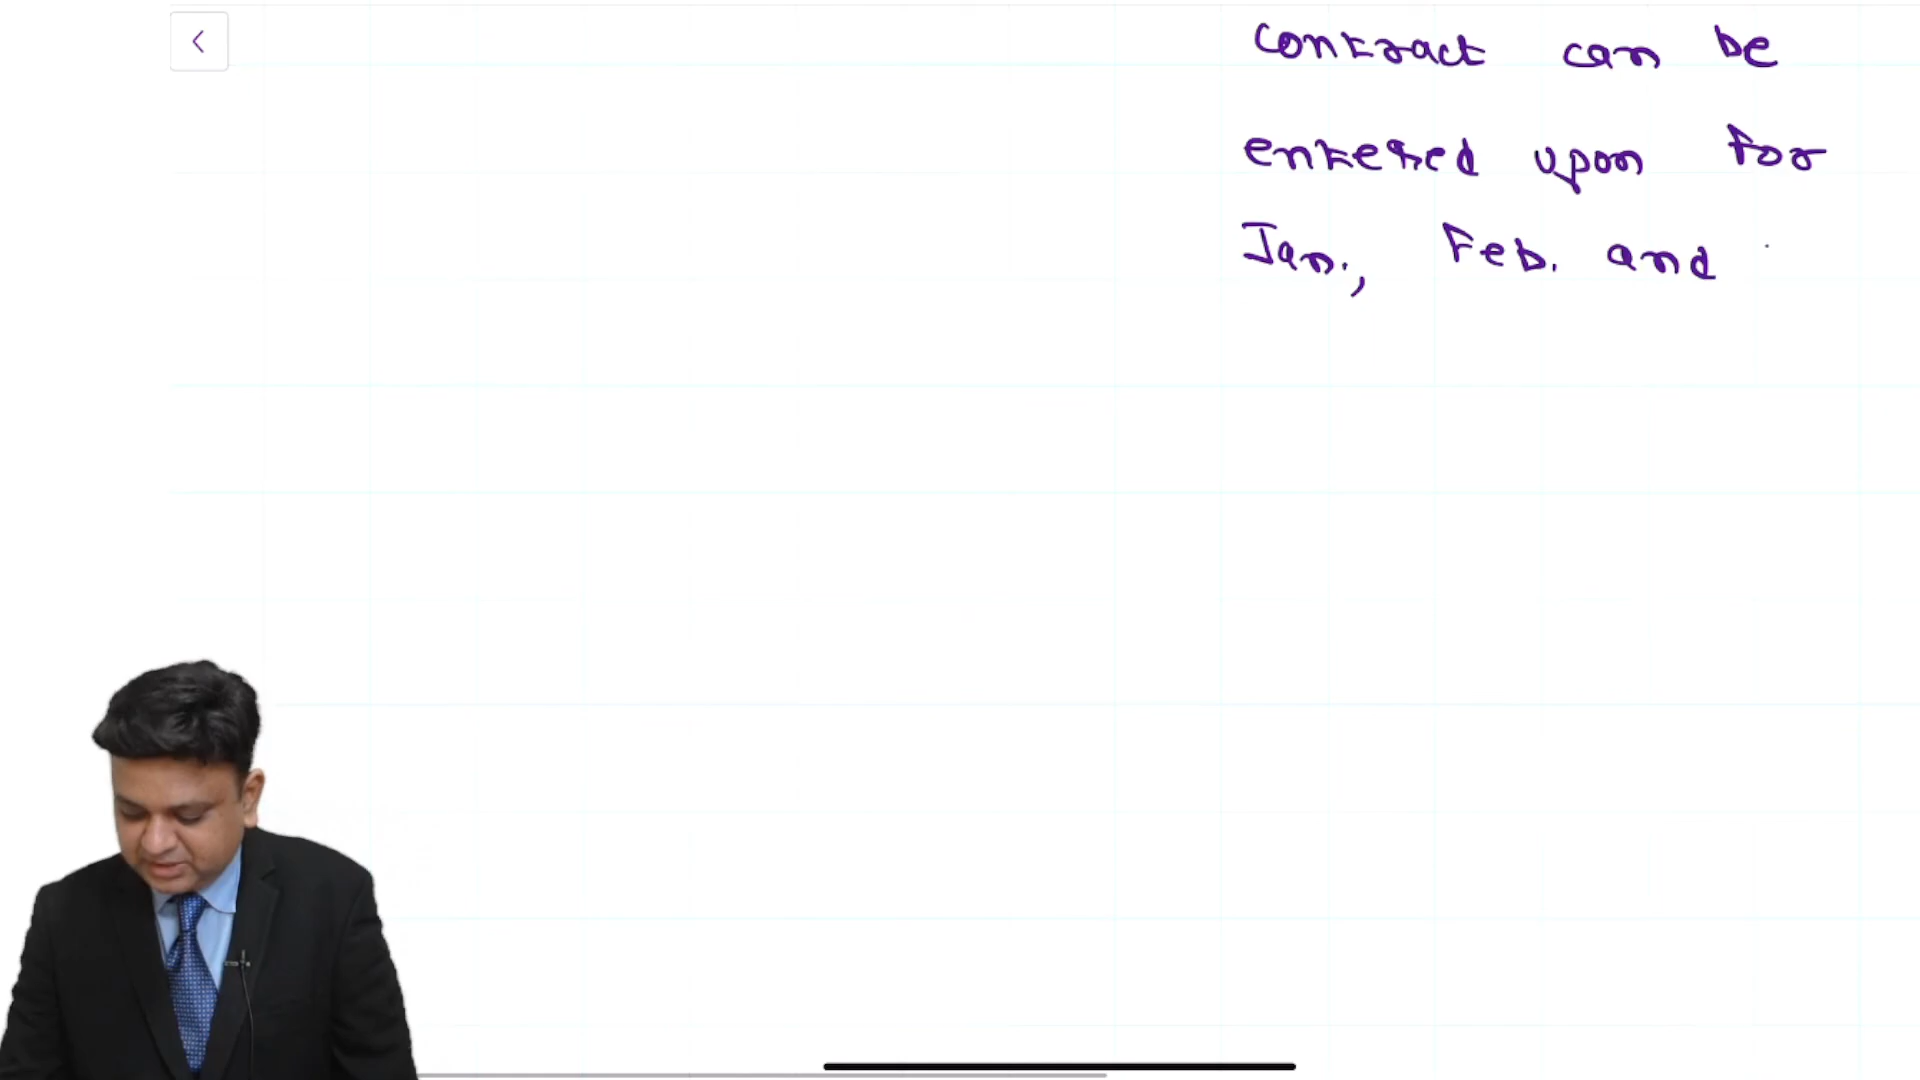 contract can be
entered upon for
Jan., Feb. and